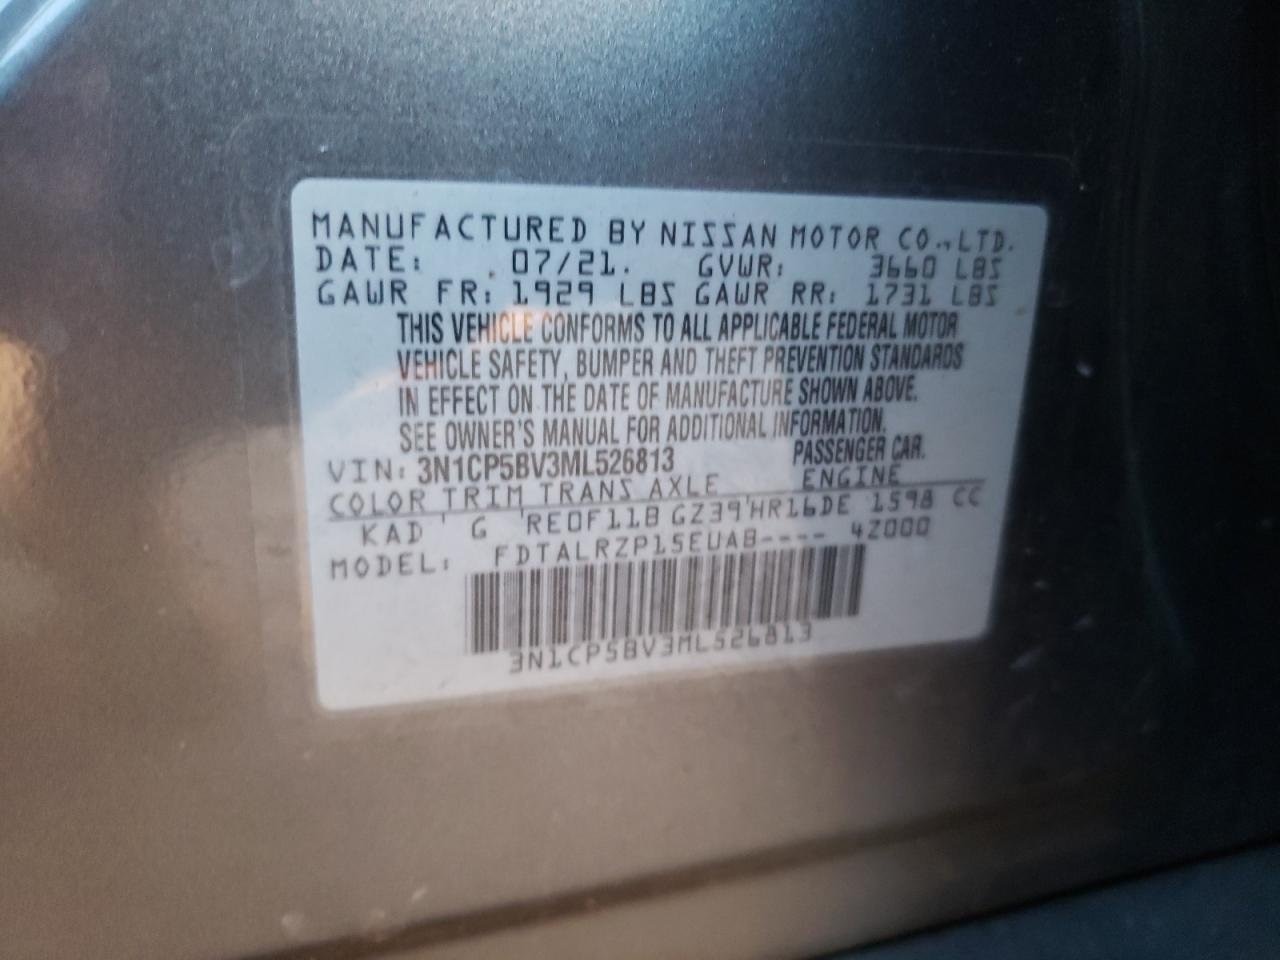 MANUFACTURED BY NISSAN MOTOR CO., LTD.
DATE: 07/21. GVWR: 3660 LBS
GAWR FR: 1929 LBS GAWR RR: 1731 LBS
THIS VEHICLE CONFORMS TO ALL APPLICABLE FEDERAL MOTOR
VEHICLE SAFETY, BUMPER AND THEFT PREVENTION STANDARDS
IN EFFECT ON THE DATE OF MANUFACTURE SHOWN ABOVE.
SEE OWNER'S MANUAL FOR ADDITIONAL INFORMATION.
VIN: 3N1CP5BV3ML526813 PASSENGER CAR.
COLOR TRIM TRANS AXLE ENGINE
KAD ' G 'RE0F11B GZ39'HR16DE 1598 CC
MODEL: FDTALRZP15EUAB---- 4Z000
3N1CP5BV3ML526813